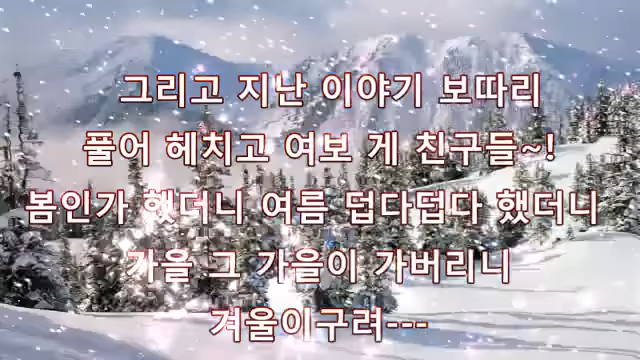 그리고 지난 이야기 보따리
풀어 헤치고 여보 게 친구들~!
봄인가 했더니 여름 덥다덥다 했더니
가을 그 가을이 가버리니
겨울이구려---